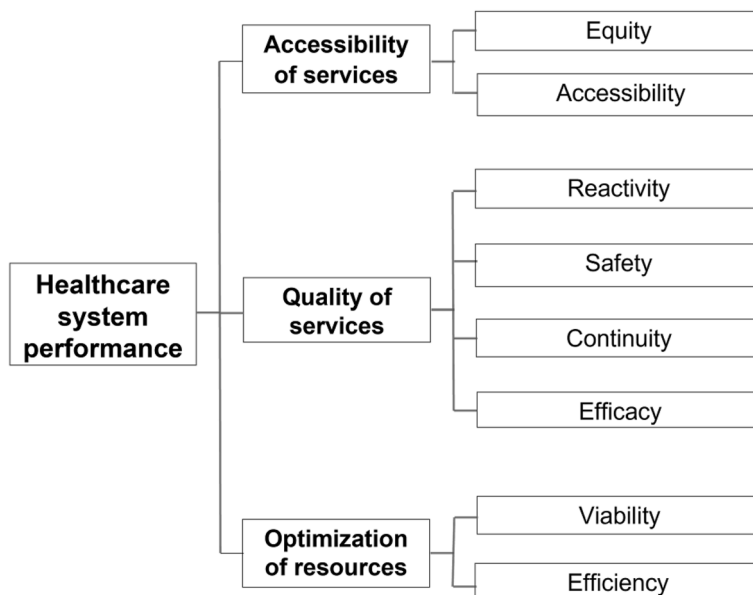 Healthcare
system
performance
Accessibility
of services
Equity
Accessibility
Quality of
services
Reactivity
Safety
Continuity
Efficacy
Optimization
of resources
Viability
Efficiency